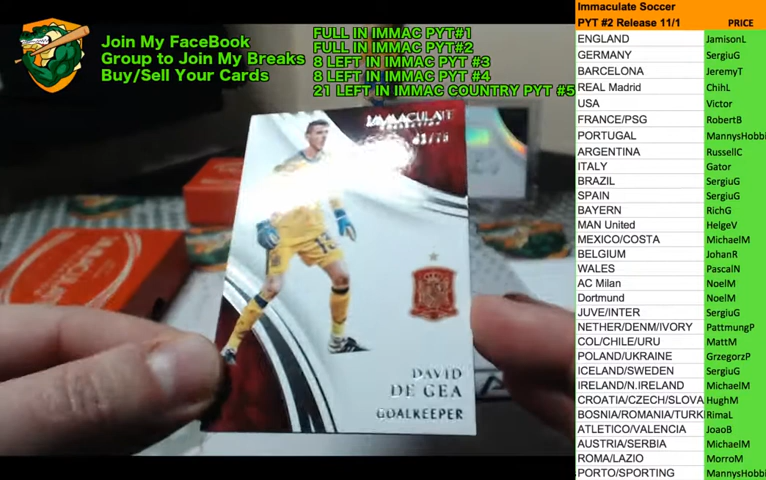 Join My FaceBook
Group to Join My Breaks
Buy/Sell Your Cards
FULL IN IMMAC PYT#1
FULL IN IMMAC PYT#2
8 LEFT IN IMMAC PYT #3
8 LEFT IN IMMAC PYT #4
21 LEFT IN IMMAC COUNTRY PYT #5
IMMACULATE
COLLECTION
/75
13
DAVID
DE GEA
GOALKEEPER
Immaculate Soccer
PYT #2 Release 11/1 PRICE
ENGLAND JamisonL
GERMANY SergiuG
BARCELONA JeremyT
REAL Madrid ChihL
USA Victor
FRANCE/PSG RobertB
PORTUGAL MannysHobbi
ARGENTINA RussellC
ITALY Gator
BRAZIL SergiuG
SPAIN SergiuG
BAYERN RichG
MAN United HelgeV
MEXICO/COSTA MichaelM
BELGIUM JohanR
WALES PascalN
AC Milan NoelM
Dortmund NoelM
JUVE/INTER SergiuG
NETHER/DENM/IVORY PattmungP
COL/CHILE/URU MattM
POLAND/UKRAINE GrzegorzP
ICELAND/SWEDEN SergiuG
IRELAND/N.IRELAND MichaelM
CROATIA/CZECH/SLOVA HughM
BOSNIA/ROMANIA/TURKI RimaL
ATLETICO/VALENCIA JoaoB
AUSTRIA/SERBIA MichaelM
ROMA/LAZIO MorroM
PORTO/SPORTING MannysHobbi